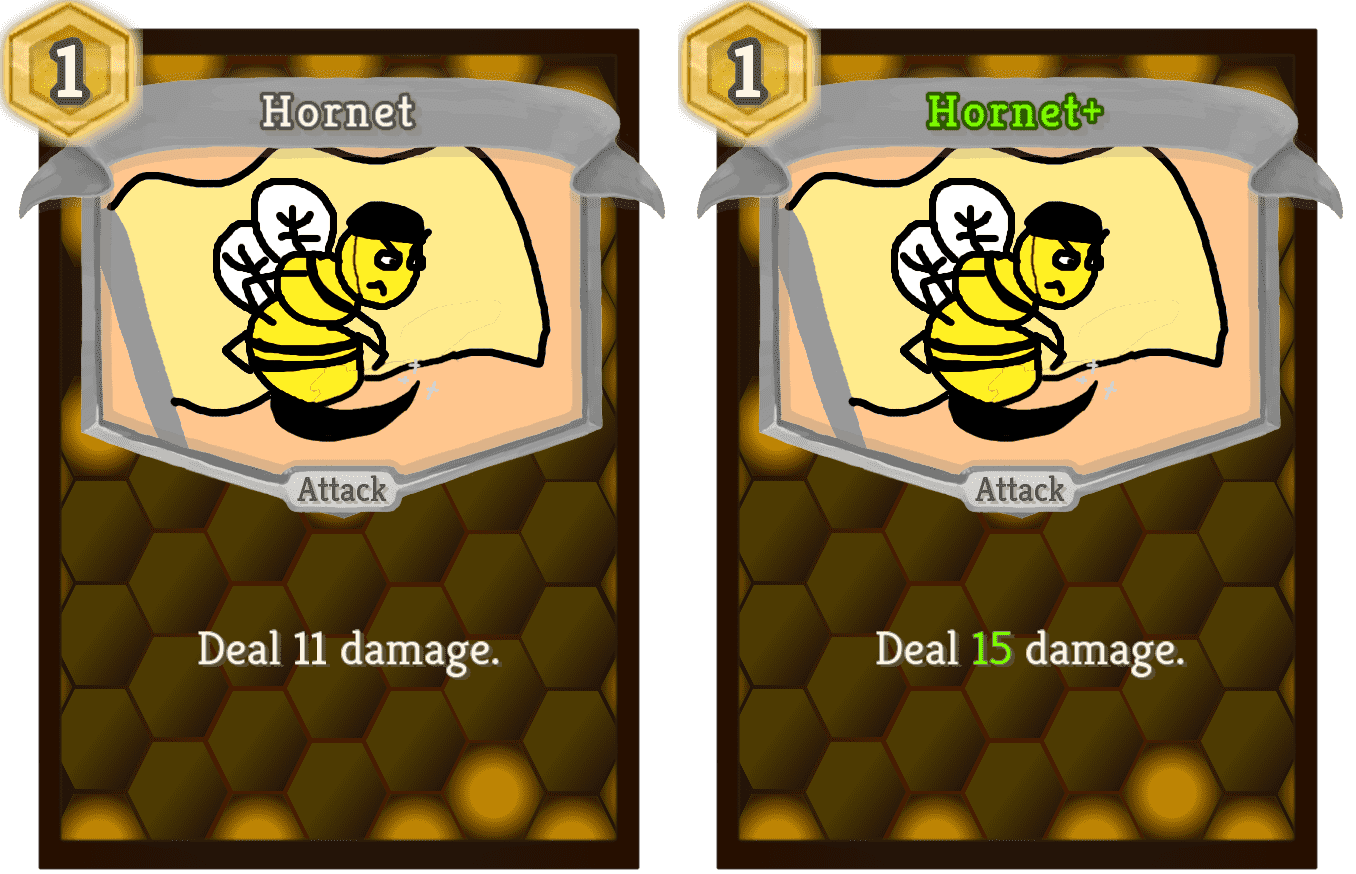 1
Hornet
Attack
Deal 11 damage.
1
Hornet+
Attack
Deal 15 damage.